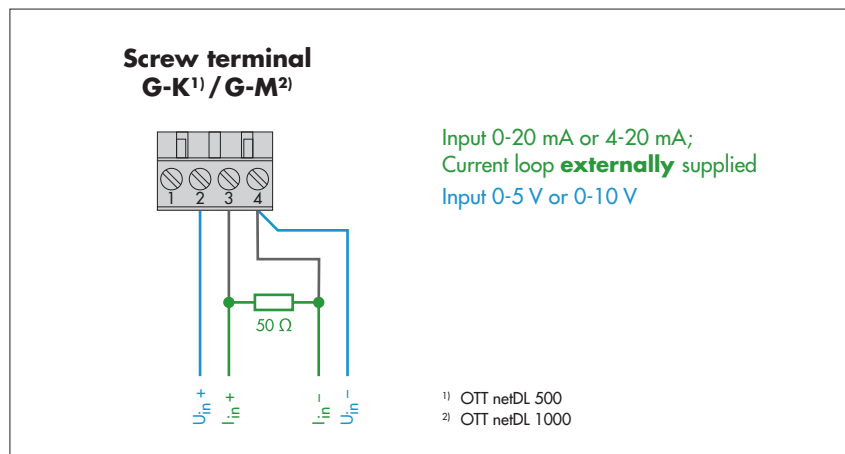 Screw terminal
G-K¹⁾ / G-M²⁾
Input 0-20 mA or 4-20 mA;
Current loop externally supplied
Input 0-5 V or 0-10 V
1 2 3 4
50 Ω
Uin + Iin + Iin – Uin –
¹⁾ OTT netDL 500
²⁾ OTT netDL 1000